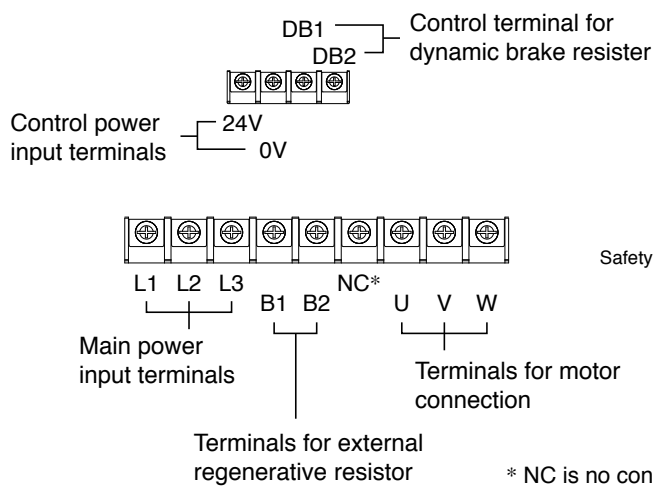 DB1
DB2
Control terminal for
dynamic brake resister
Control power
input terminals
24V
0V
Safety
L1 L2 L3
B1 B2
NC*
U V W
Main power
input terminals
Terminals for motor
connection
Terminals for external
regenerative resistor
* NC is no con